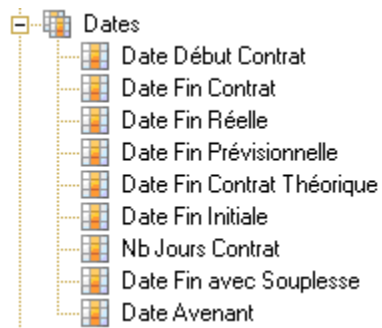 Dates
Date Début Contrat
Date Fin Contrat
Date Fin Réelle
Date Fin Prévisionnelle
Date Fin Contrat Théorique
Date Fin Initiale
Nb Jours Contrat
Date Fin avec Souplesse
Date Avenant